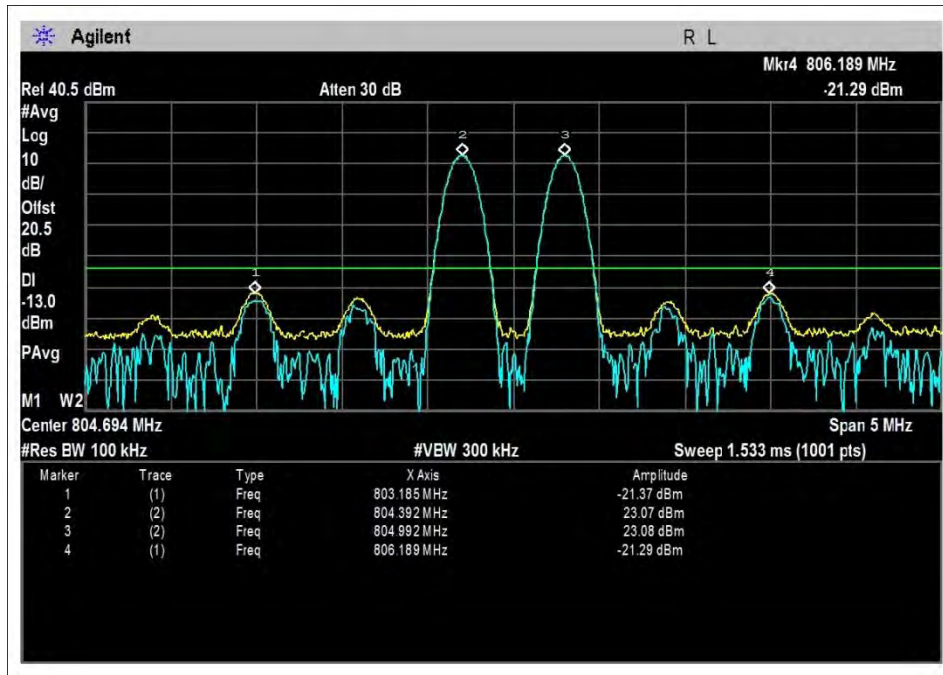 Agilent
R L
Mkr4 806.189 MHz
Rel 40.5 dBm
Atten 30 dB
-21.29 dBm
#Avg
Log
10
dB/
Offst
20.5
dB
DI
-13.0
dBm
PAvg
M1 W2
1
2
3
4
Center 804.694 MHz
Span 5 MHz
#Res BW 100 kHz
#VBW 300 kHz
Sweep 1.533 ms (1001 pts)
Marker Trace Type X Axis Amplitude
1 (1) Freq 803.185 MHz -21.37 dBm
2 (2) Freq 804.392 MHz 23.07 dBm
3 (2) Freq 804.992 MHz 23.08 dBm
4 (1) Freq 806.189 MHz -21.29 dBm